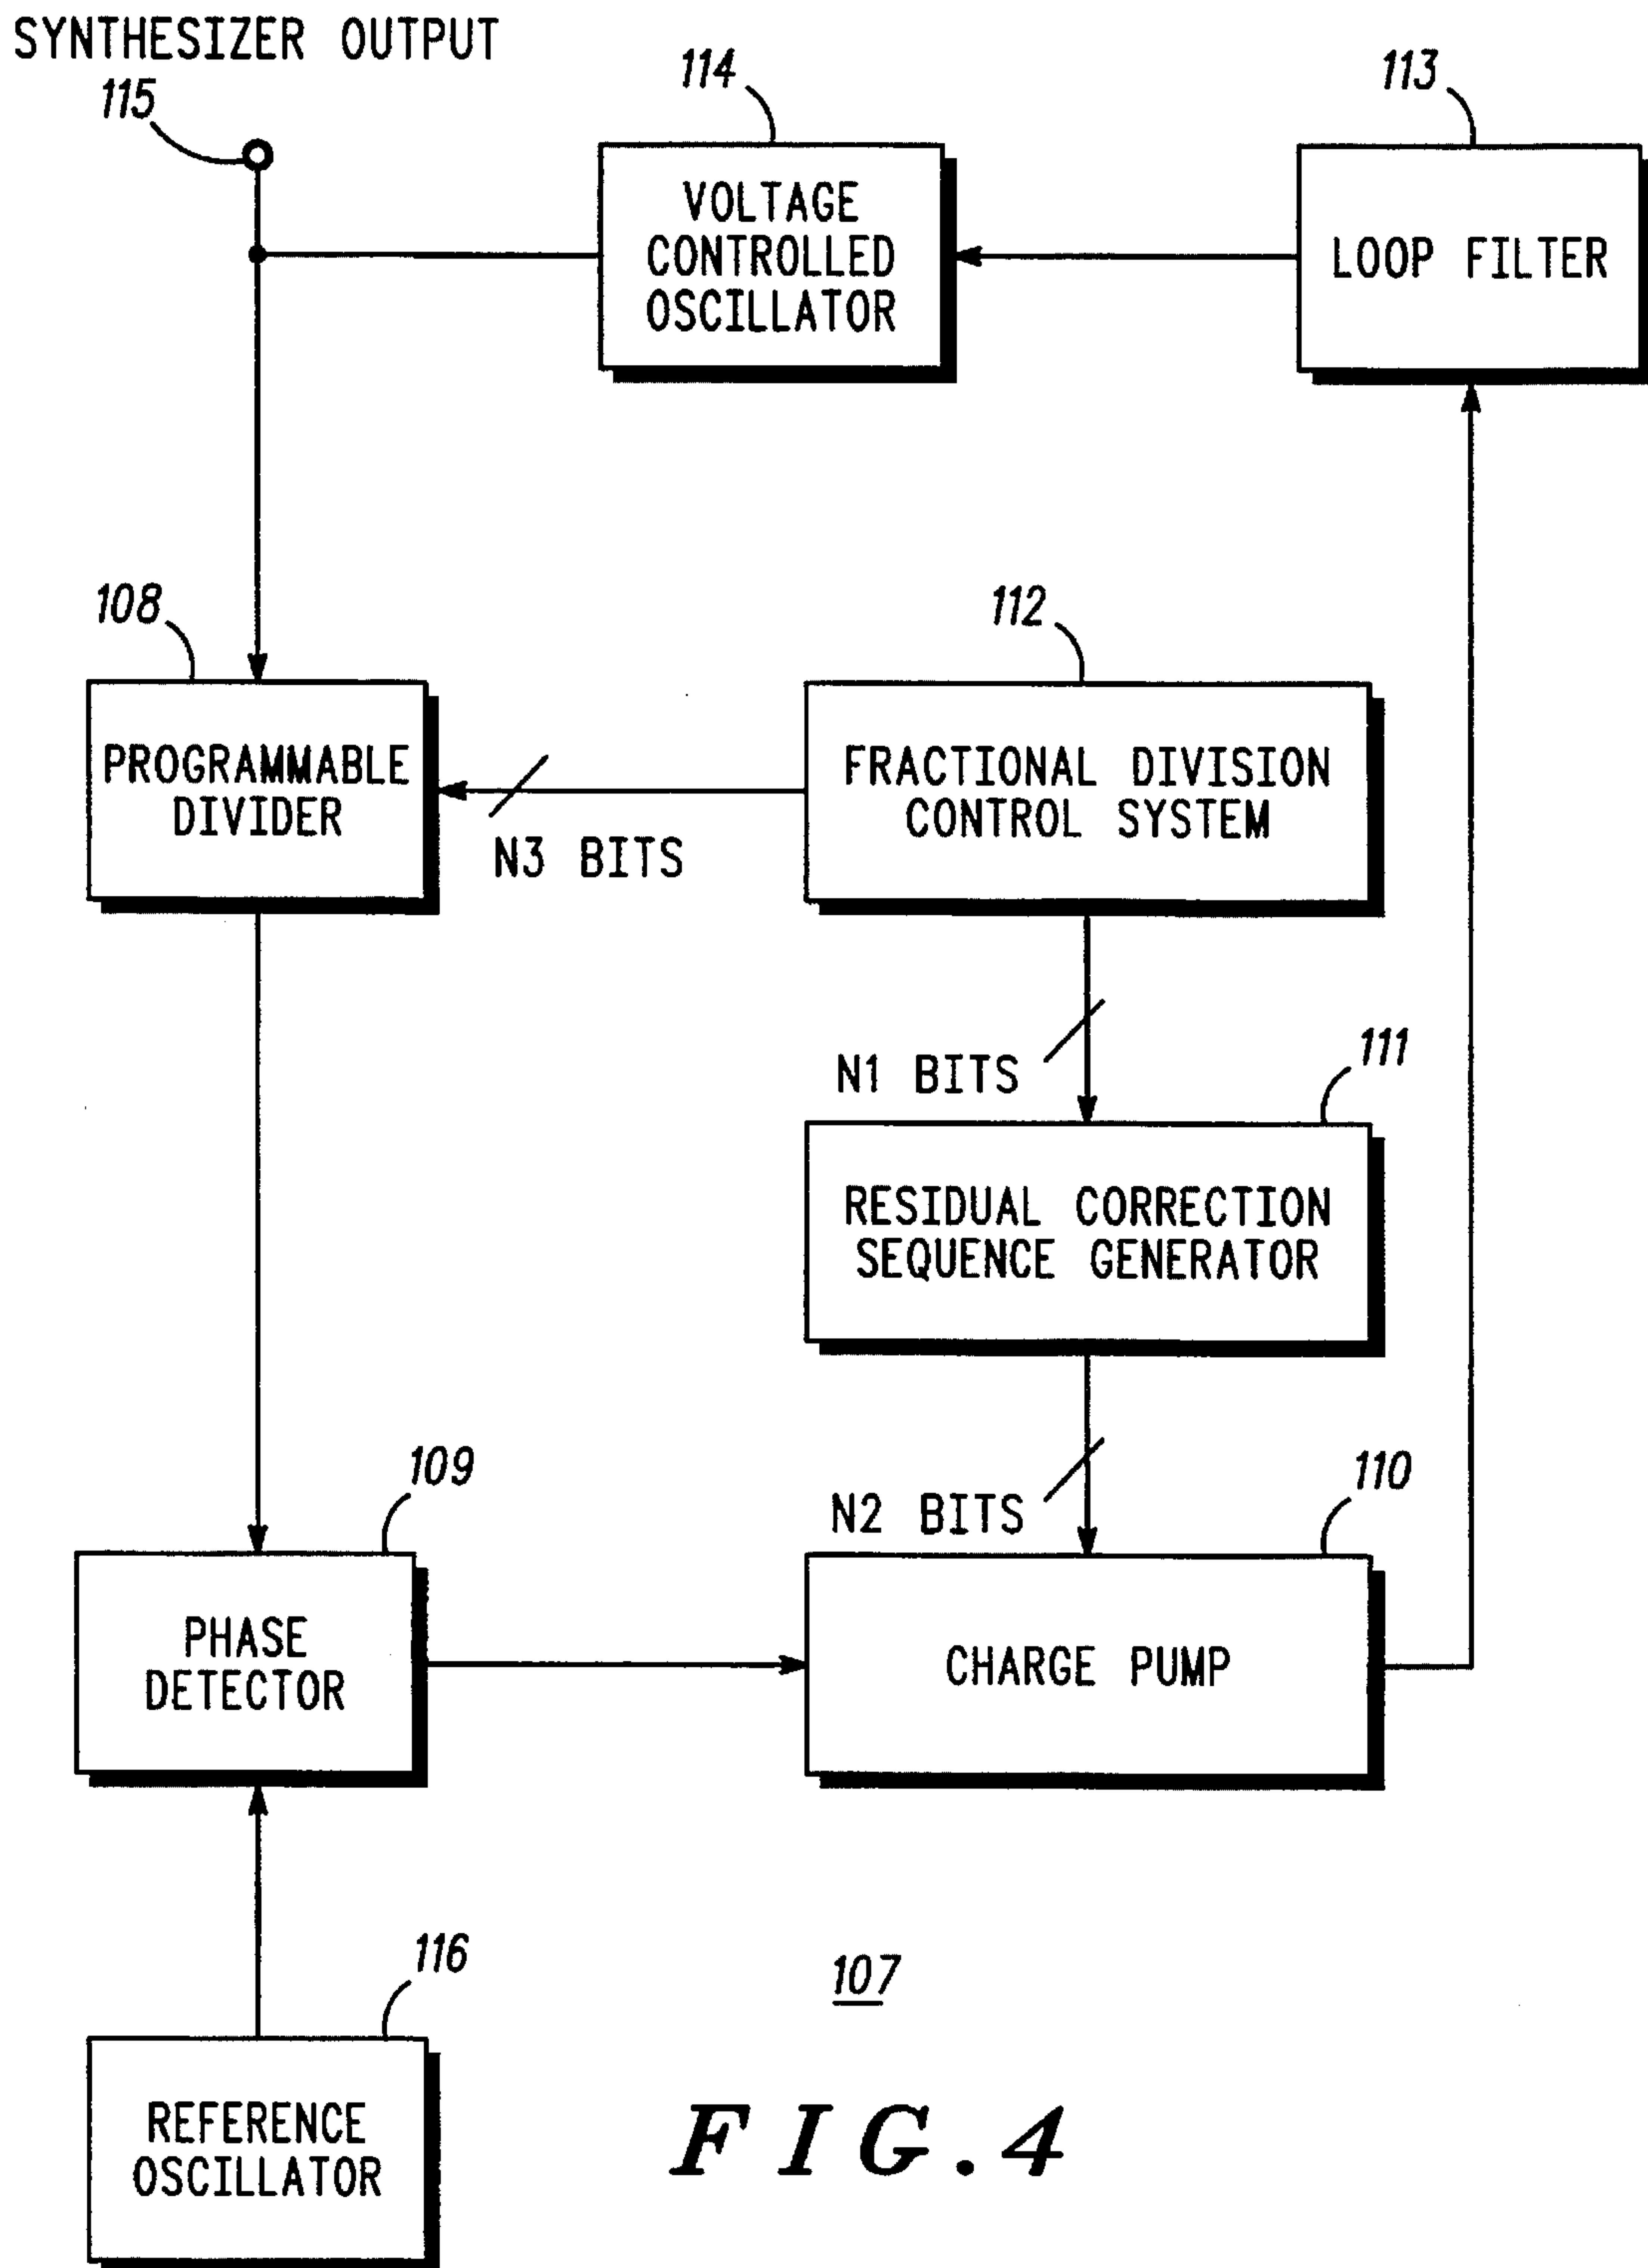 SYNTHESIZER OUTPUT
115
114
113
VOLTAGE
CONTROLLED
OSCILLATOR
LOOP FILTER
108
112
PROGRAMMABLE
DIVIDER
N3 BITS
FRACTIONAL DIVISION
CONTROL SYSTEM
N1 BITS
111
RESIDUAL CORRECTION
SEQUENCE GENERATOR
109
N2 BITS
110
PHASE
DETECTOR
CHARGE PUMP
116
107
REFERENCE
OSCILLATOR
FIG.4